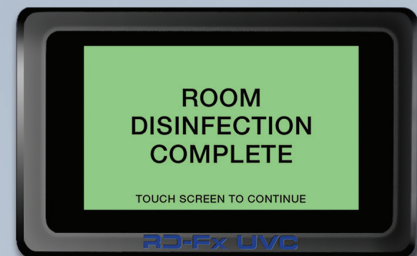 ROOM
DISINFECTION
COMPLETE
TOUCH SCREEN TO CONTINUE
RD-Fx UVC